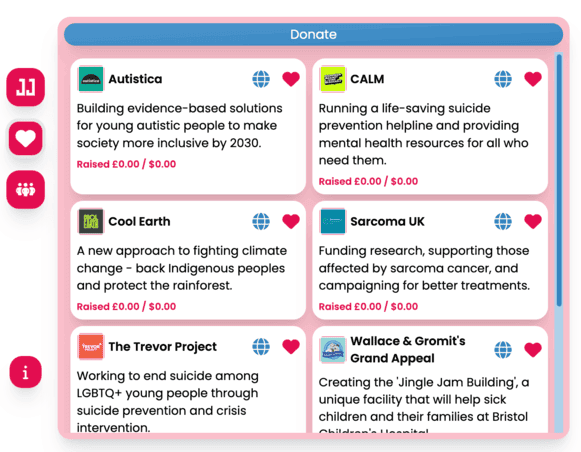 Donate
Autistica
Building evidence-based solutions
for young autistic people to make
society more inclusive by 2030.
Raised £0.00 / $0.00
CALM
Running a life-saving suicide
prevention helpline and providing
mental health resources for all who
need them.
Raised £0.00 / $0.00
Cool Earth
A new approach to fighting climate
change - back Indigenous peoples
and protect the rainforest.
Raised £0.00 / $0.00
Sarcoma UK
Funding research, supporting those
affected by sarcoma cancer, and
campaigning for better treatments.
Raised £0.00 / $0.00
The Trevor Project
Working to end suicide among
LGBTQ+ young people through
suicide prevention and crisis
intervention.
Wallace & Gromit's
Grand Appeal
Creating the 'Jingle Jam Building', a
unique facility that will help sick
children and their families at Bristol
Children's Hospital